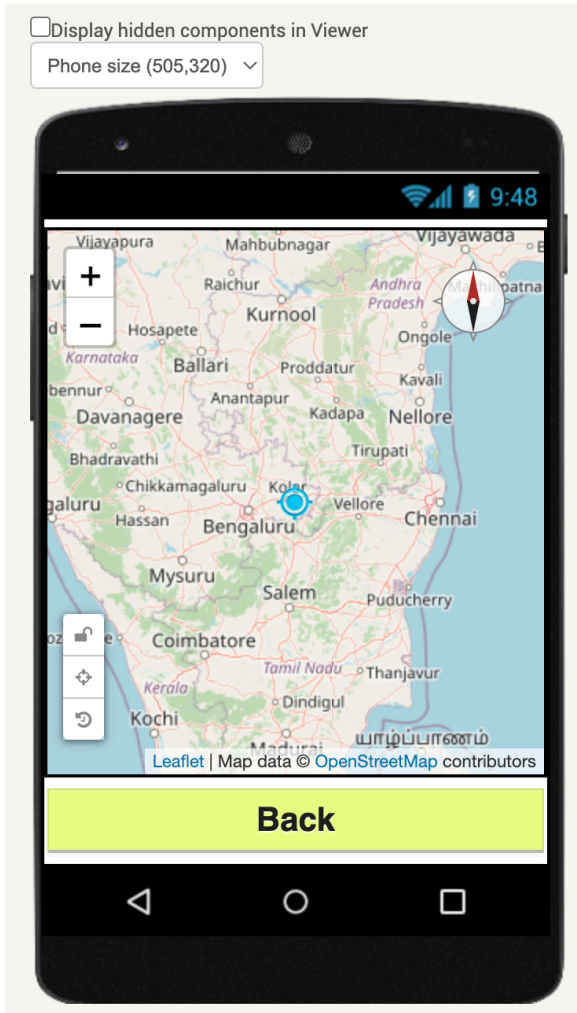 Display hidden components in Viewer
Phone size (505,320)
9:48
Vijayapura
Mahbubnagar
Vijayawada
Raichur
Andhra
Pradesh
Kurnool
Hosapete
Ongole
Karnataka
Ballari
Proddatur
Kavali
Anantapur
Davanagere
Kadapa
Nellore
Bhadravathi
Tirupati
Chikkamagaluru
Kolar
Hassan
Bengaluru
Vellore
Chennai
Mysuru
Salem
Puducherry
Coimbatore
Tamil Nadu
Thanjavur
Kerala
Dindigul
Kochi
Madurai
யாழ்ப்பாணம்
Leaflet | Map data © OpenStreetMap contributors
Back